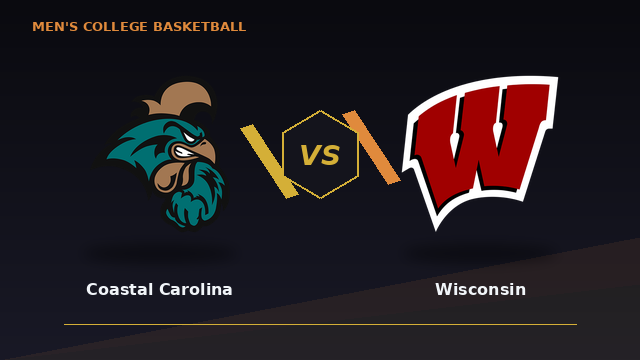 MEN'S COLLEGE BASKETBALL
VS
W
Coastal Carolina
Wisconsin